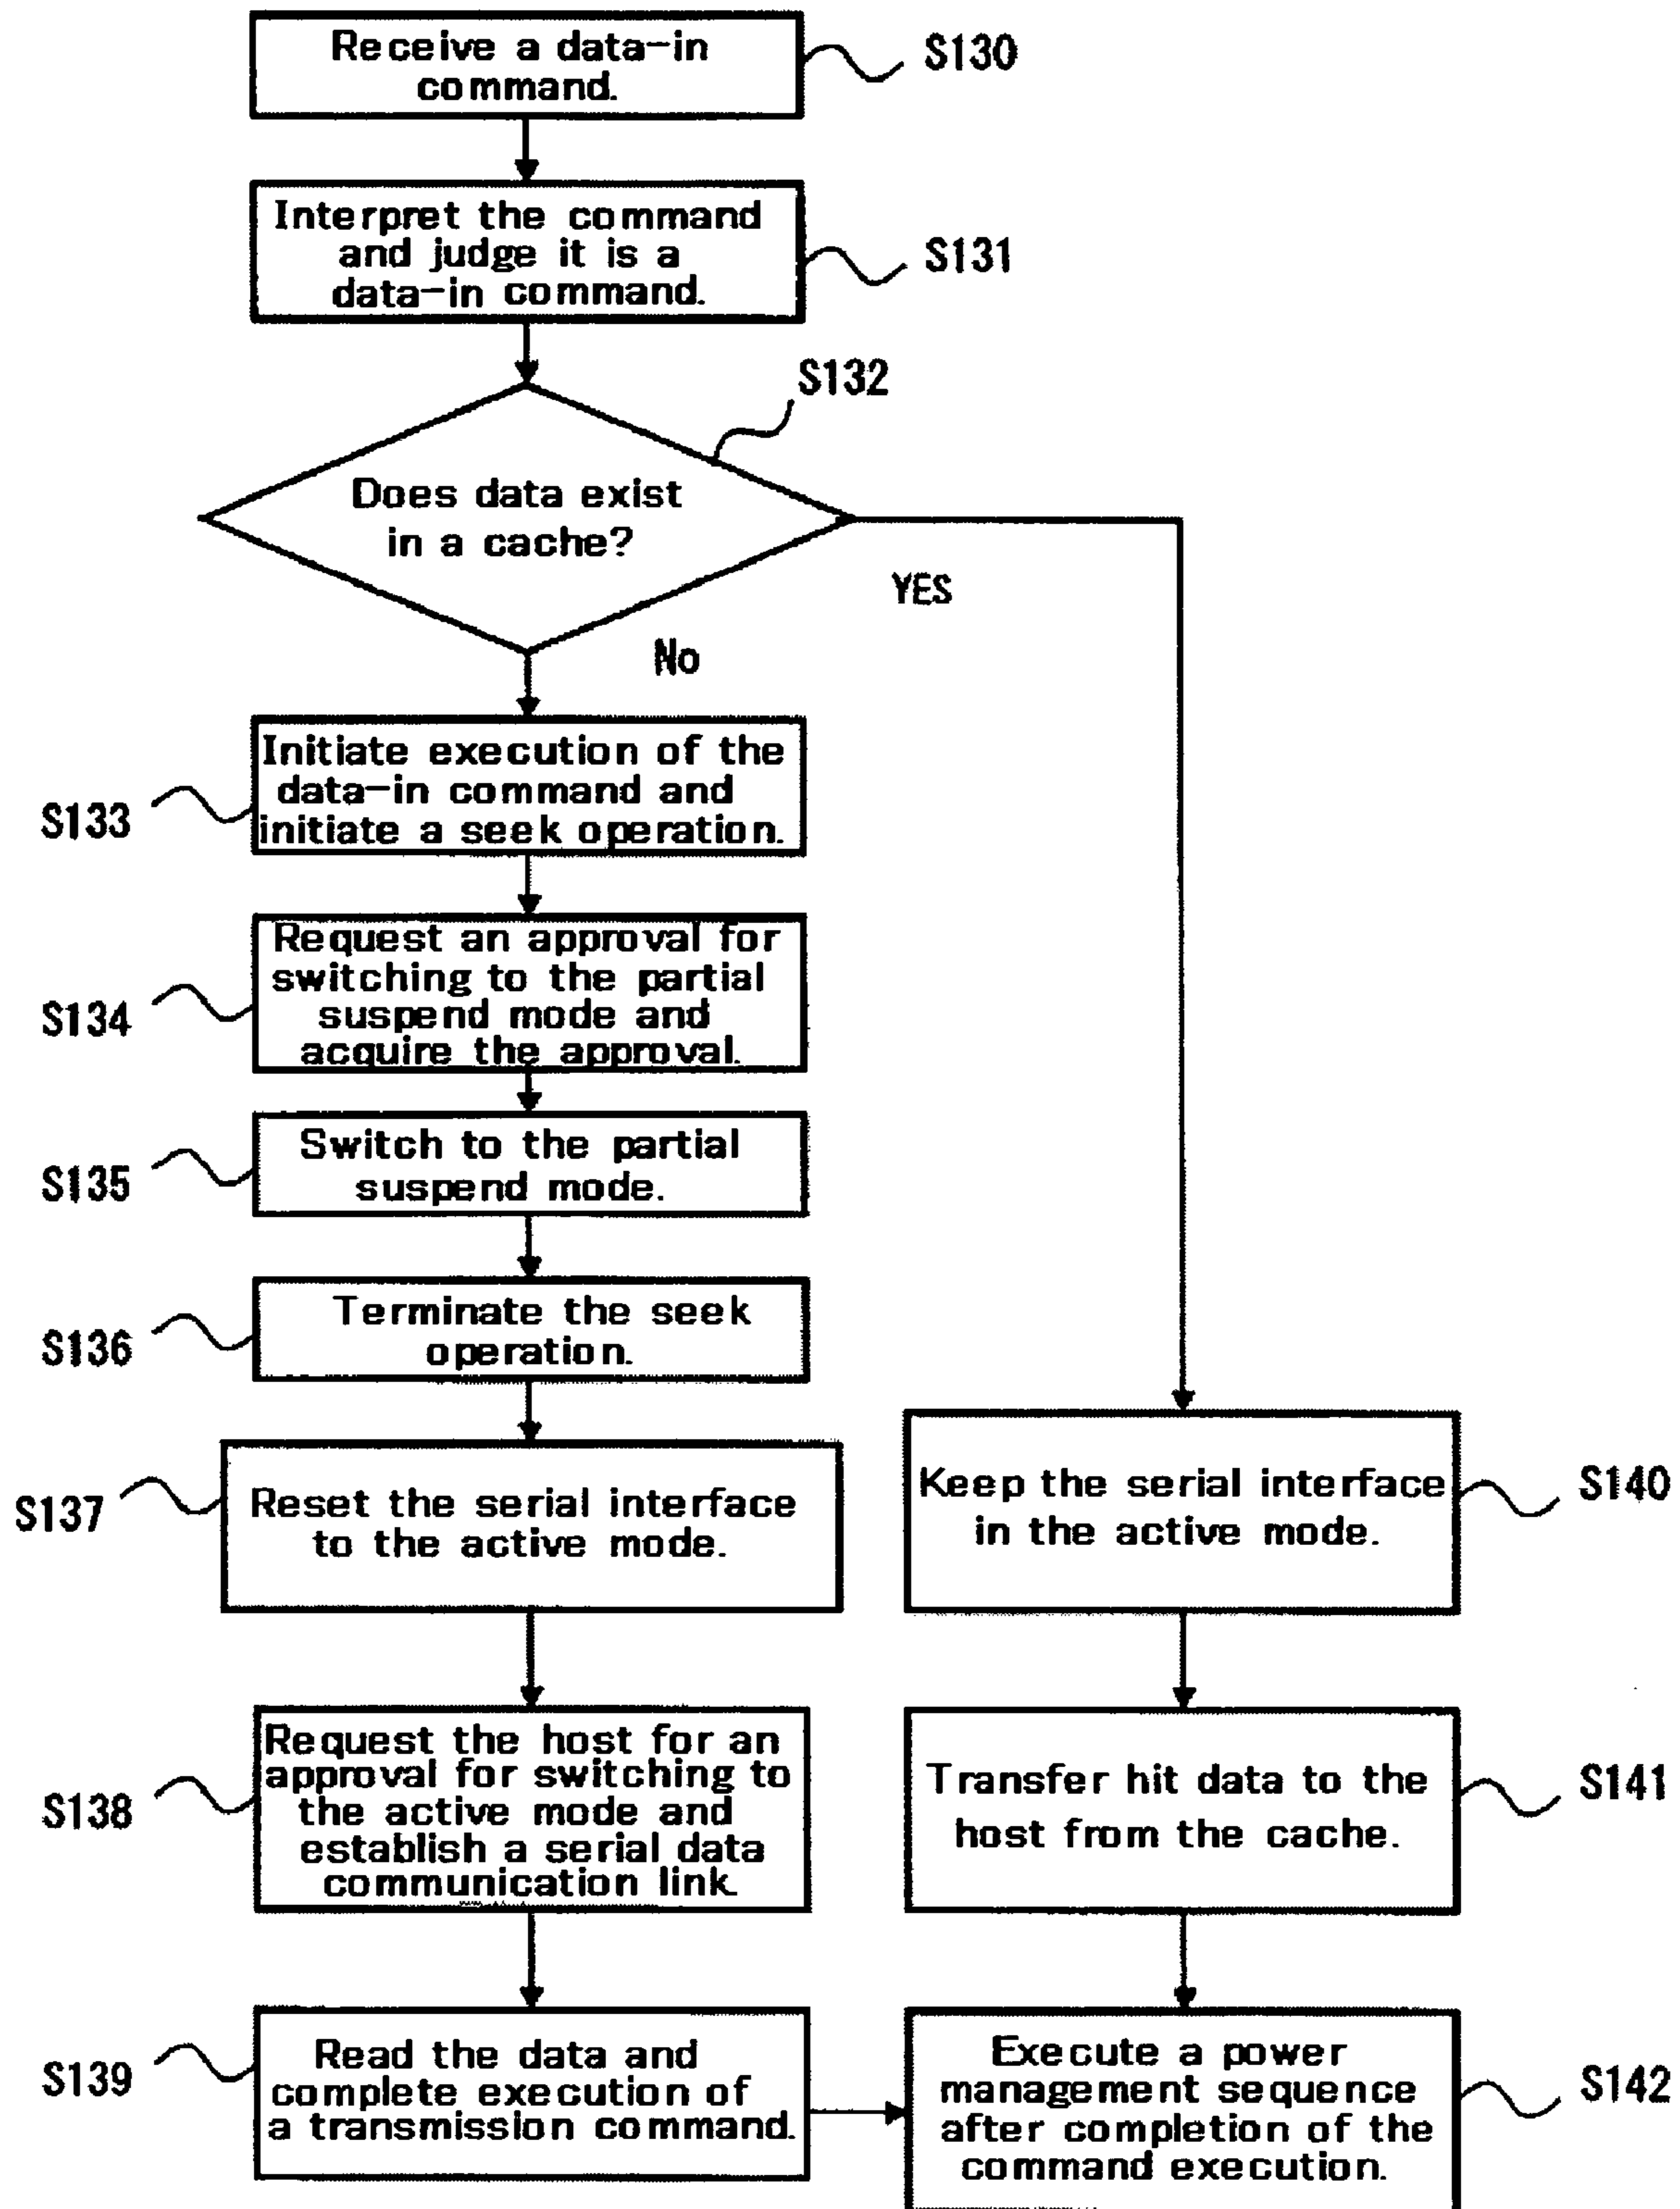 Receive a data-in
command.
S130
Interpret the command
and judge it is a
data-in command.
S131
S132
Does data exist
in a cache?
YES
No
Initiate execution of the
data-in command and
initiate a seek operation.
S133
Request an approval for
switching to the partial
suspend mode and
acquire the approval.
S134
Switch to the partial
suspend mode.
S135
Terminate the seek
operation.
S136
Reset the serial interface
to the active mode.
S137
Keep the serial interface
in the active mode.
S140
Request the host for an
approval for switching to
the active mode and
establish a serial data
communication link.
S138
Transfer hit data to the
host from the cache.
S141
Read the data and
complete execution of
a transmission command.
S139
Execute a power
management sequence
after completion of the
command execution.
S142